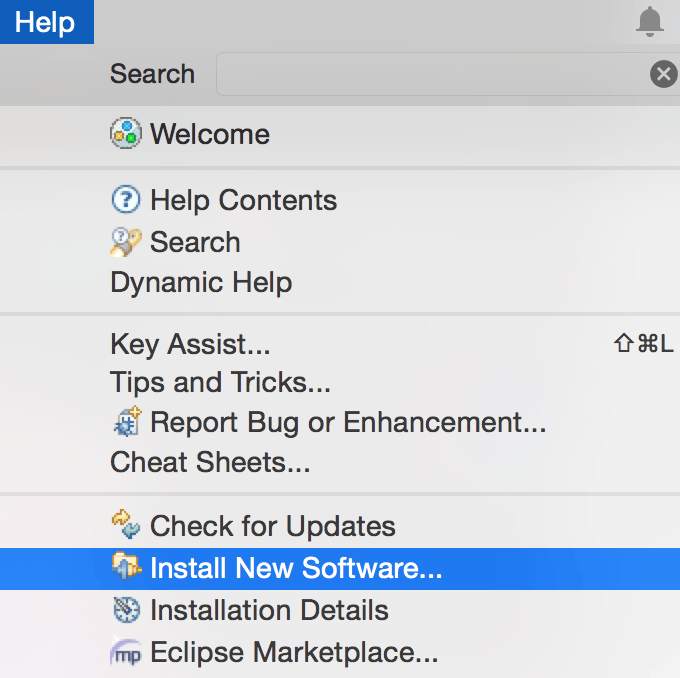 Help
Search
Welcome
? Help Contents
? Search
Dynamic Help
Key Assist... ⇧⌘L
Tips and Tricks...
Report Bug or Enhancement...
Cheat Sheets...
Check for Updates
Install New Software...
Installation Details
mp Eclipse Marketplace...